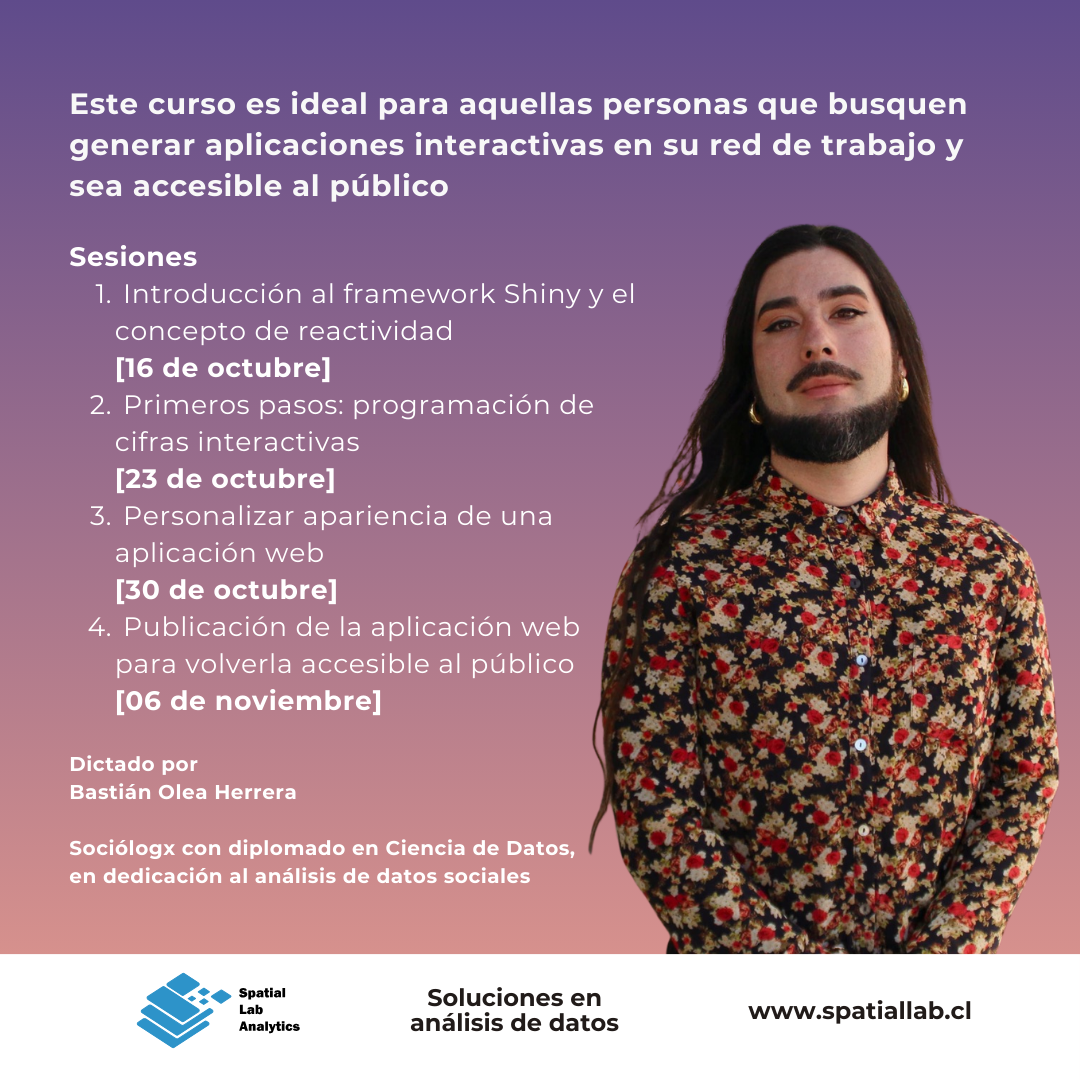 Este curso es ideal para aquellas personas que busquen
generar aplicaciones interactivas en su red de trabajo y
sea accesible al público
Sesiones
1. Introducción al framework Shiny y el
concepto de reactividad
[16 de octubre]
2. Primeros pasos: programación de
cifras interactivas
[23 de octubre]
3. Personalizar apariencia de una
aplicación web
[30 de octubre]
4. Publicación de la aplicación web
para volverla accesible al público
[06 de noviembre]
Dictado por
Bastián Olea Herrera
Sociólogx con diplomado en Ciencia de Datos,
en dedicación al análisis de datos sociales
Spatial
Lab
Analytics
Soluciones en
análisis de datos
www.spatiallab.cl